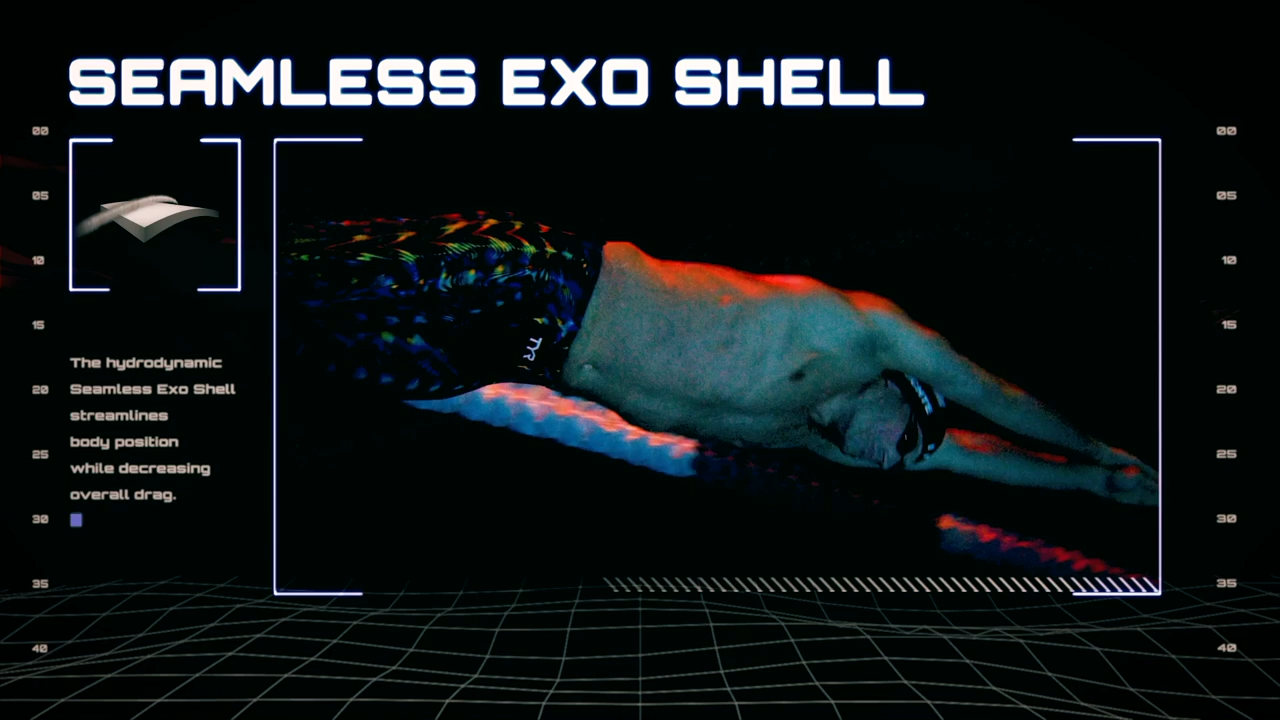 SEAMLESS EXO SHELL
00
00
05
05
10
10
15
15
The hydrodynamic
20
Seamless Exo Shell
20
streamlines
body position
25
25
while decreasing
overall drag.
30
30
35
35
40
40
TYR